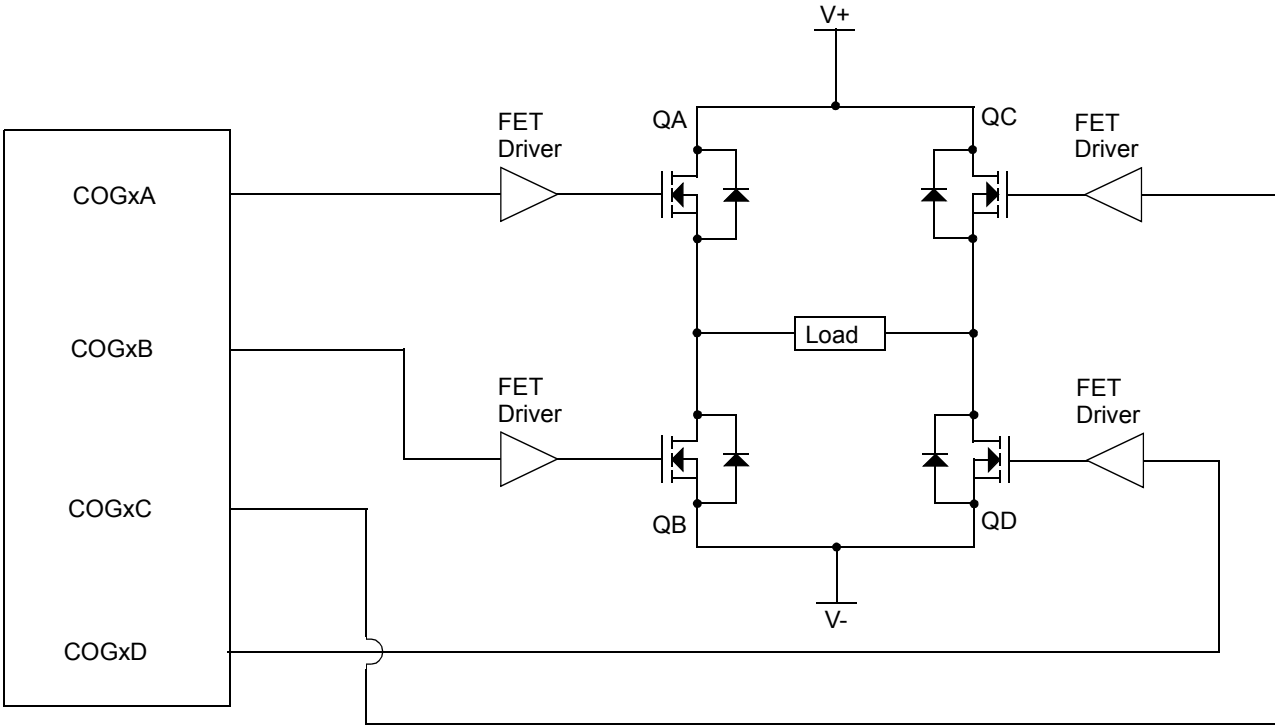 V+
QA
QC
FET
Driver
FET
Driver
COGxA
COGxB
Load
FET
Driver
FET
Driver
COGxC
QB
QD
V-
COGxD